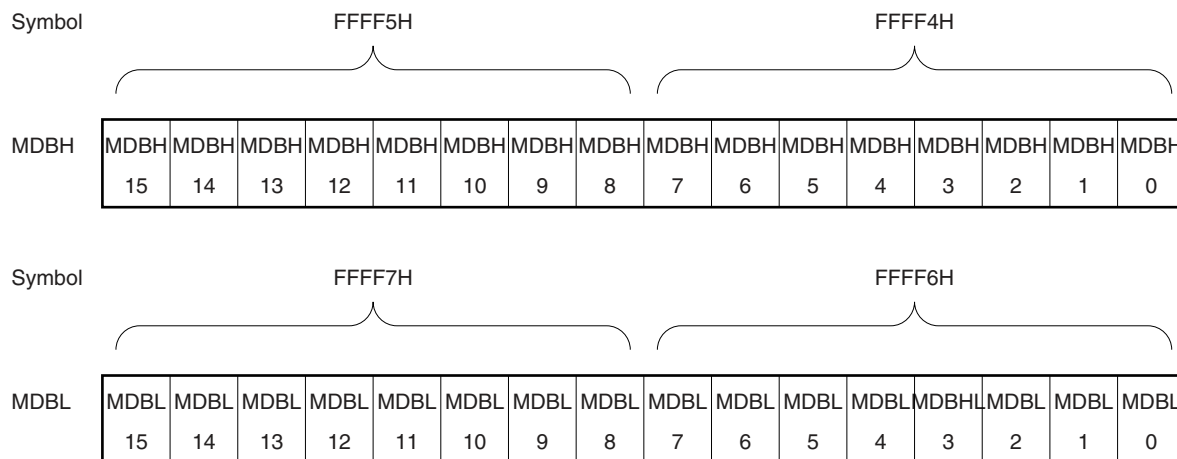 Symbol FFFF5H FFFF4H
MDBH MDBH MDBH MDBH MDBH MDBH MDBH MDBH MDBH MDBH MDBH MDBH MDBH MDBH MDBH MDBH MDBH
15 14 13 12 11 10 9 8 7 6 5 4 3 2 1 0
Symbol FFFF7H FFFF6H
MDBL MDBL MDBL MDBL MDBL MDBL MDBL MDBL MDBL MDBL MDBL MDBL MDBL MDBHL MDBL MDBL MDBL
15 14 13 12 11 10 9 8 7 6 5 4 3 2 1 0